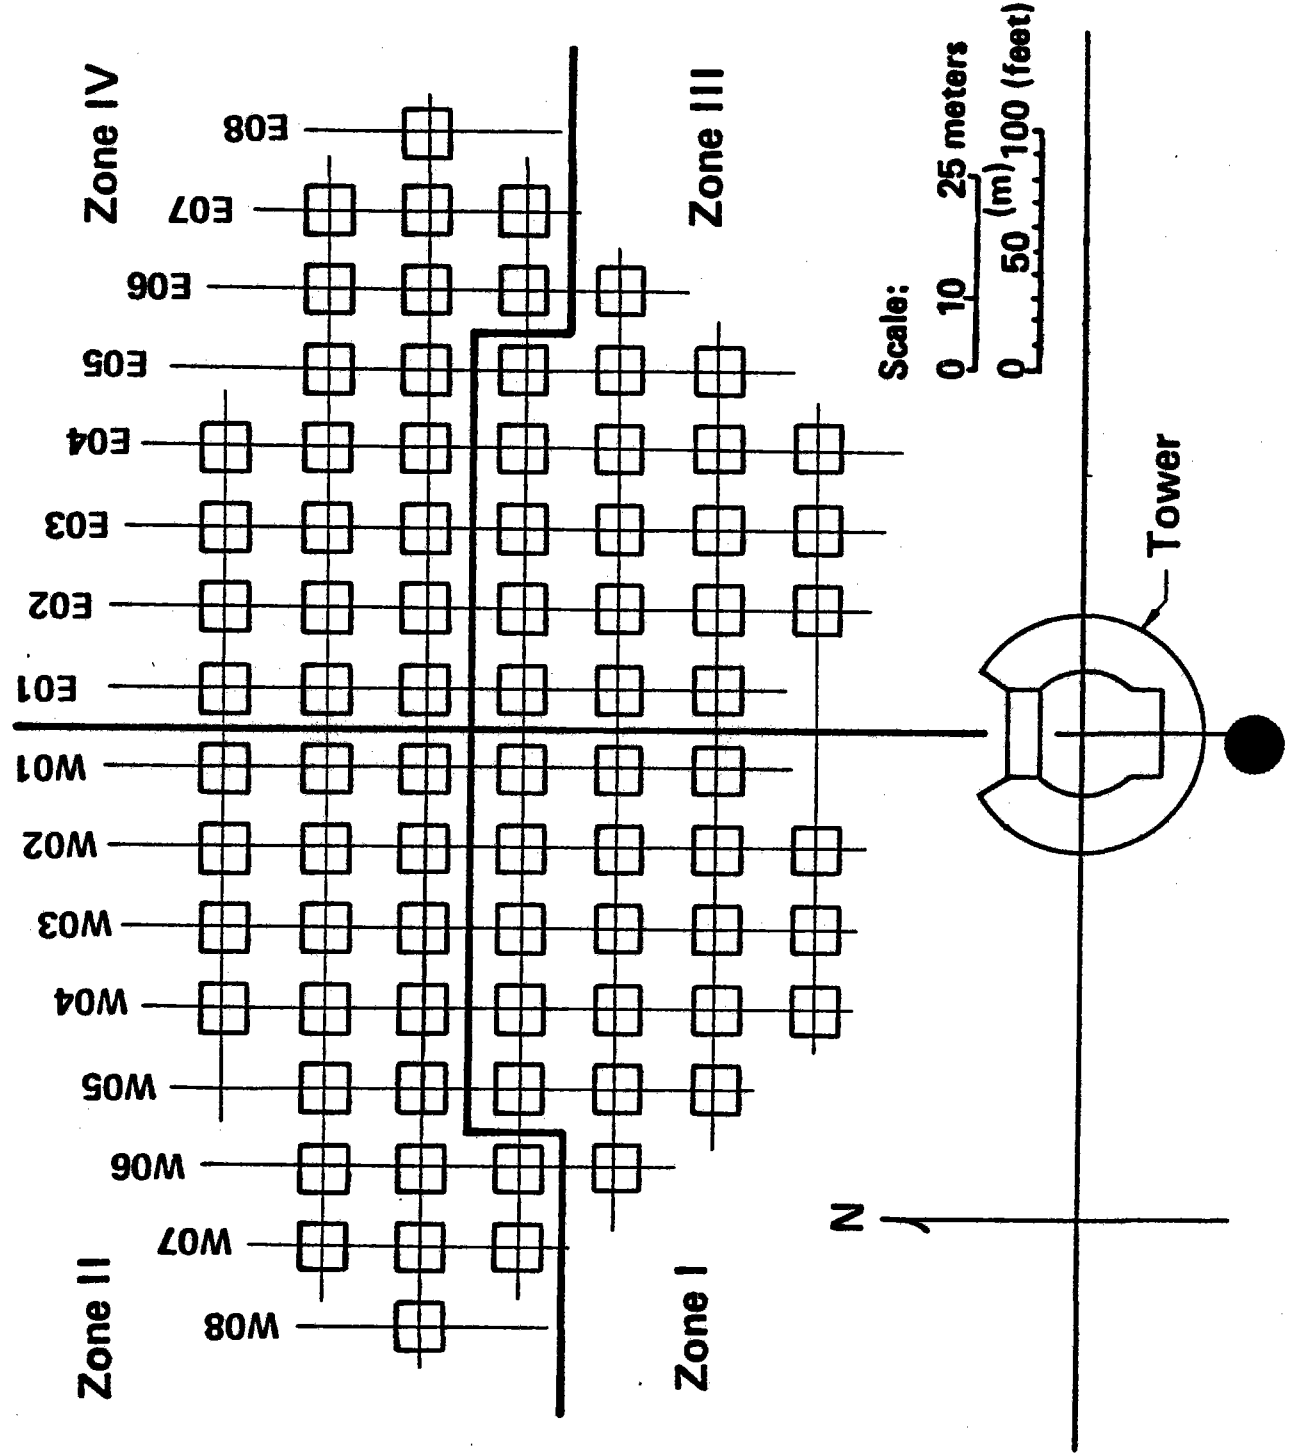 Zone IV
Zone III
Zone II
Zone I
E08
E07
E06
E05
E04
E03
E02
E01
W01
W02
W03
W04
W05
W06
W07
W08
Scale:
0 10 25 meters
(m)
0 50 100 (feet)
Tower
N